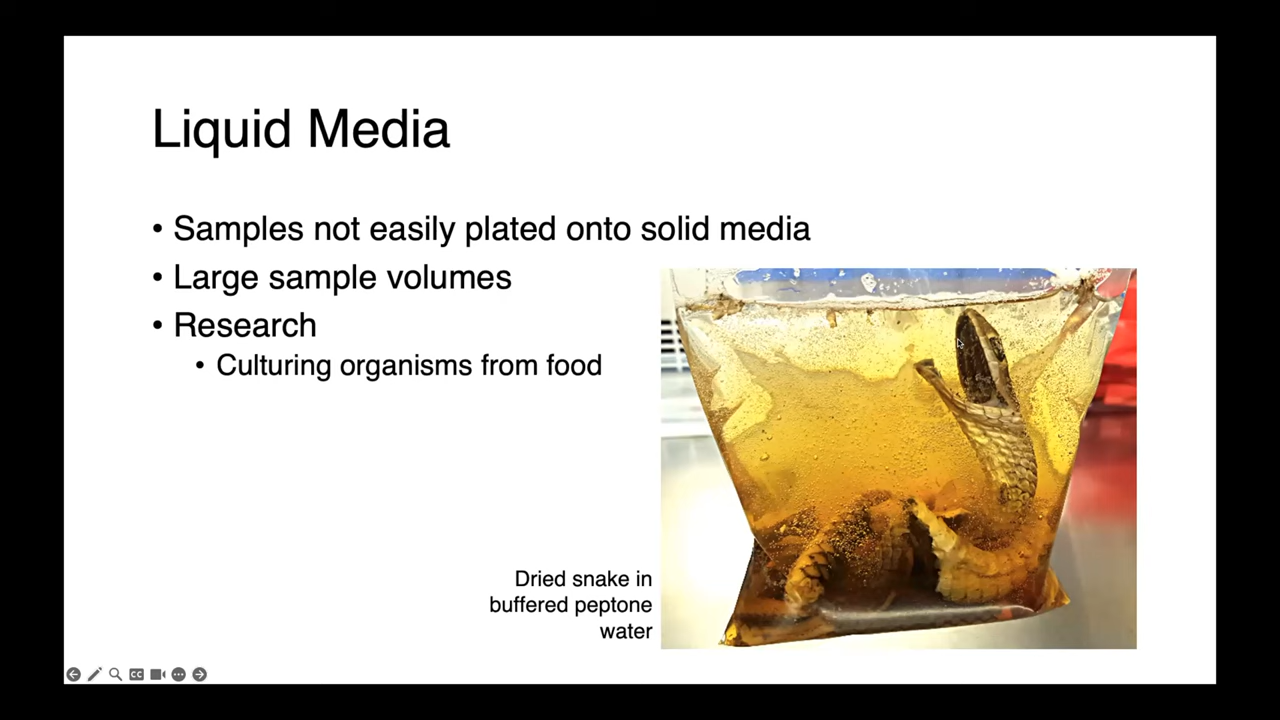 Liquid Media
• Samples not easily plated onto solid media
• Large sample volumes
• Research
• Culturing organisms from food
Dried snake in
buffered peptone
water
CC